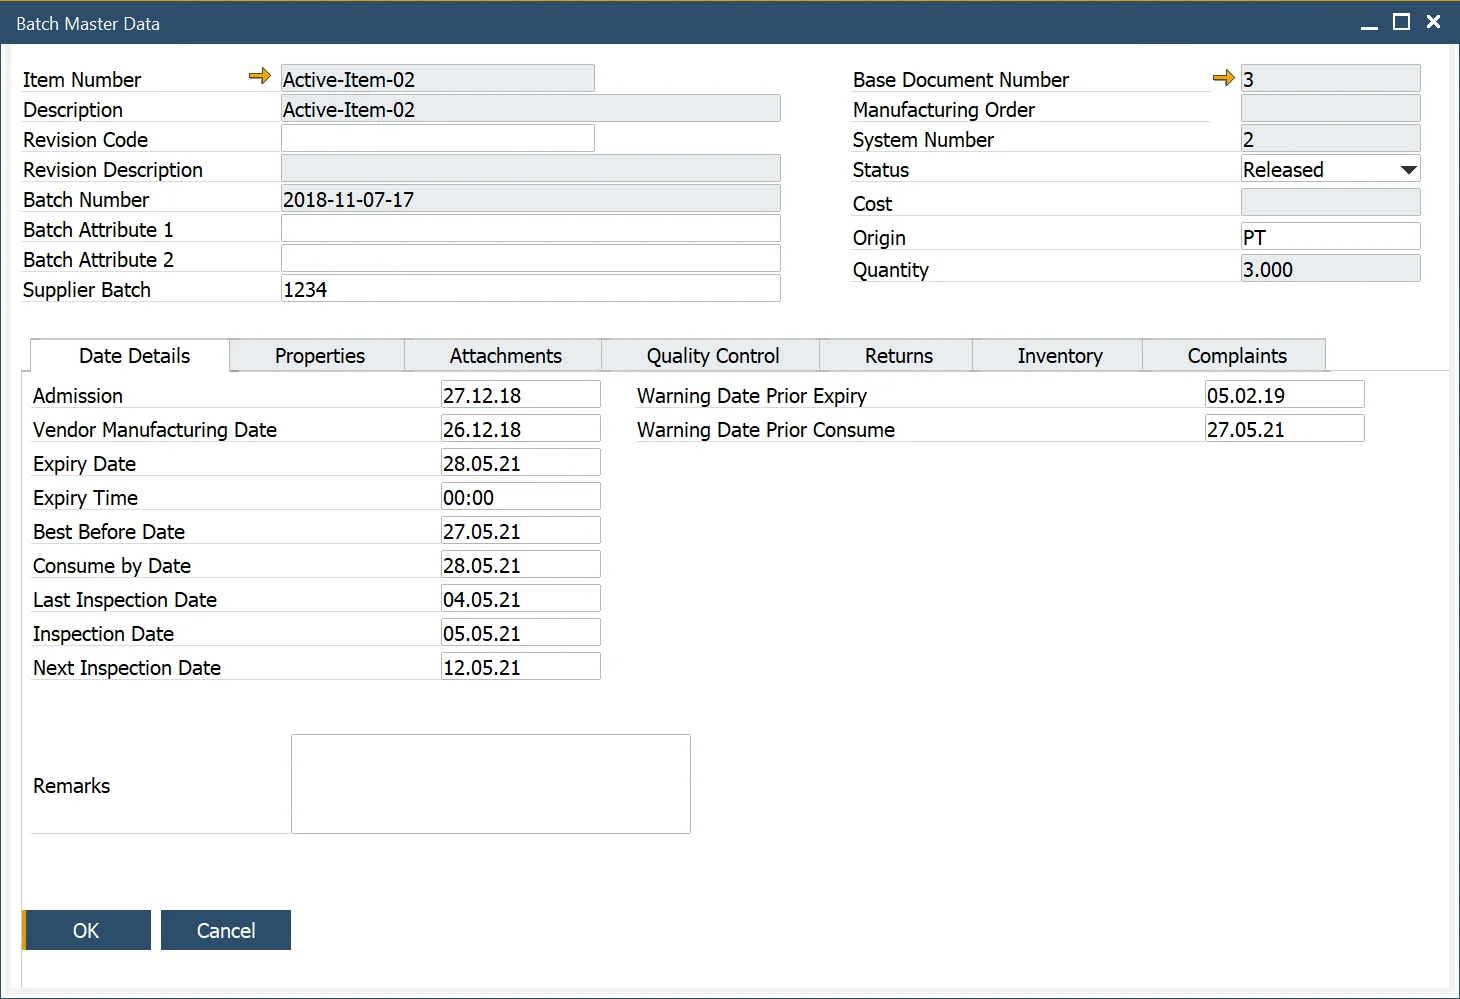 Batch Master Data
Item Number Active-Item-02
Description Active-Item-02
Revision Code
Revision Description
Batch Number 2018-11-07-17
Batch Attribute 1
Batch Attribute 2
Supplier Batch 1234
Base Document Number 3
Manufacturing Order
System Number 2
Status Released
Cost
Origin PT
Quantity 3.000
Date Details Properties Attachments Quality Control Returns Inventory Complaints
Admission 27.12.18
Vendor Manufacturing Date 26.12.18
Expiry Date 28.05.21
Expiry Time 00:00
Best Before Date 27.05.21
Consume by Date 28.05.21
Last Inspection Date 04.05.21
Inspection Date 05.05.21
Next Inspection Date 12.05.21
Warning Date Prior Expiry 05.02.19
Warning Date Prior Consume 27.05.21
Remarks
OK Cancel